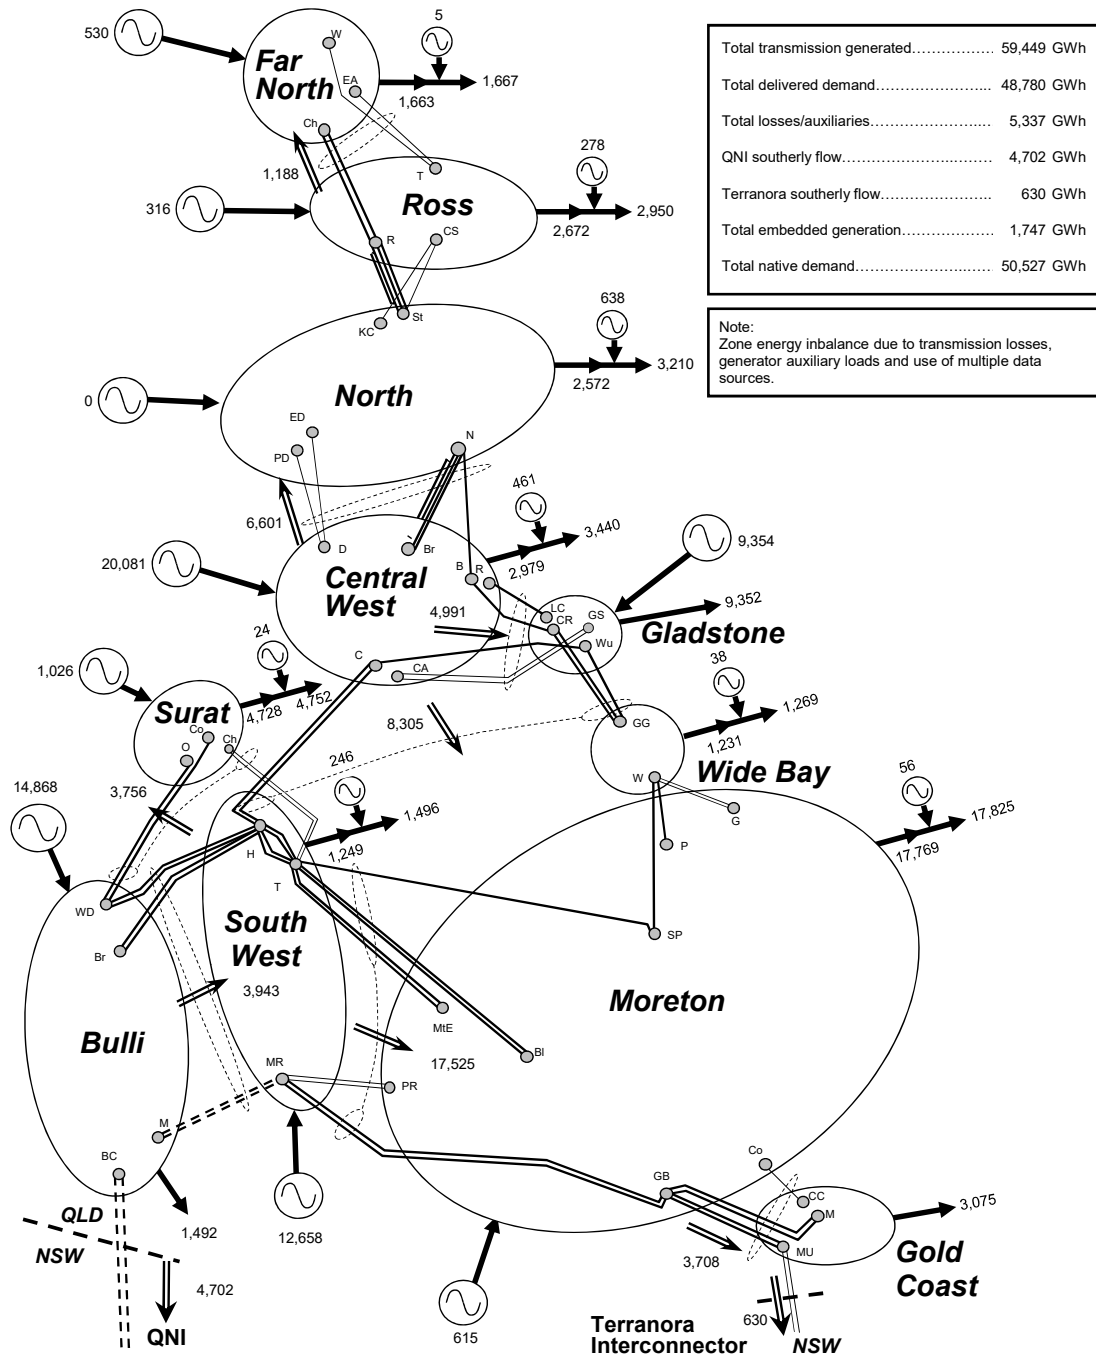 530
W
5
Far
North
EA
1,663
1,667
Ch
1,188
T
278
316
Ross
R
CS
2,672
2,950
St
KC
638
North
2,572
3,210
0
ED
PD
N
6,601
461
D
Br
3,440
2,979
20,081
Central
West
B
R
9,354
4,991
LC
CR
GS
Wu
9,352
Gladstone
C
CA
24
1,026
Surat
4,728
4,752
Co
O
Ch
8,305
38
GG
1,269
1,231
Wide Bay
W
G
P
246
14,868
3,756
1,496
1,249
H
T
56
17,825
17,769
WD
Br
South
West
SP
3,943
MtE
Moreton
Bulli
17,525
Bl
MR
PR
M
BC
Co
GB
CC
M
MU
3,075
QLD
NSW
1,492
12,658
4,702
QNI
615
3,708
Gold
Coast
630
Terranora
Interconnector
NSW
Total transmission generated................ 59,449 GWh
Total delivered demand........................ 48,780 GWh
Total losses/auxiliaries........................ 5,337 GWh
QNI southerly flow............................... 4,702 GWh
Terranora southerly flow...................... 630 GWh
Total embedded generation.................. 1,747 GWh
Total native demand............................ 50,527 GWh
Note:
Zone energy inbalance due to transmission losses,
generator auxiliary loads and use of multiple data
sources.